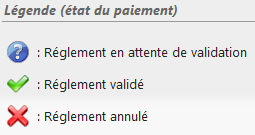 Légende (état du paiement)
? : Réglement en attente de validation
: Réglement validé
: Réglement annulé